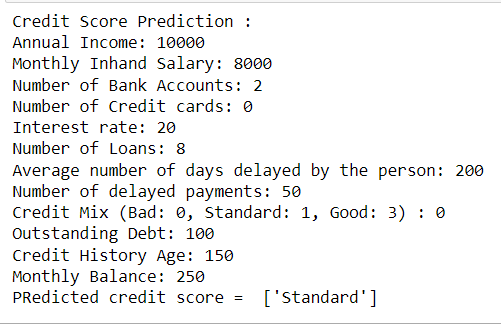 Credit Score Prediction :
Annual Income: 10000
Monthly Inhand Salary: 8000
Number of Bank Accounts: 2
Number of Credit cards: 0
Interest rate: 20
Number of Loans: 8
Average number of days delayed by the person: 200
Number of delayed payments: 50
Credit Mix (Bad: 0, Standard: 1, Good: 3) : 0
Outstanding Debt: 100
Credit History Age: 150
Monthly Balance: 250
PRedicted credit score =  ['Standard']